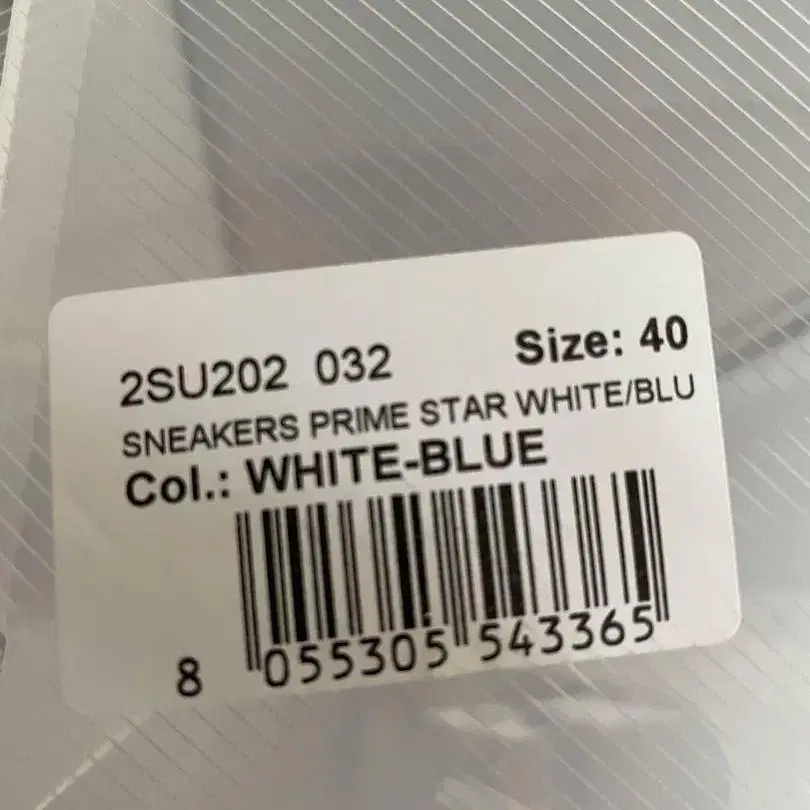 2SU202 032 Size: 40
SNEAKERS PRIME STAR WHITE/BLU
Col.: WHITE-BLUE
8 055305 543365